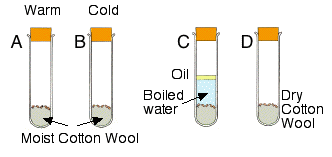 Warm Cold
A B C D
Oil
Boiled
water
Dry
Cotton
Wool
Moist Cotton Wool